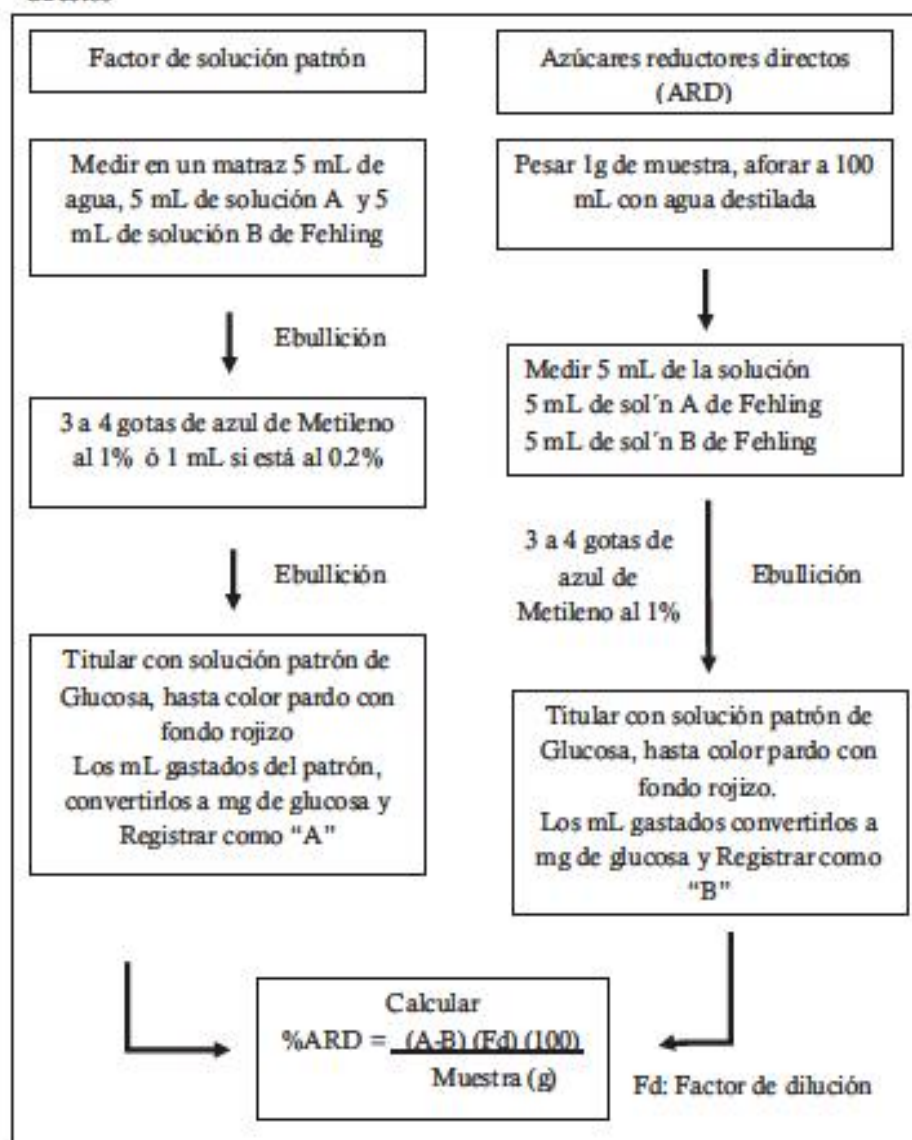 Factor de solución patrón
Azúcares reductores directos
(ARD)
Medir en un matraz 5 mL de
agua, 5 mL de solución A y 5
mL de solución B de Fehling
Pesar 1g de muestra, aforar a 100
mL con agua destilada
Ebullición
3 a 4 gotas de azul de Metileno
al 1% ó 1 mL si está al 0.2%
Medir 5 mL de la solución
5 mL de sol´n A de Fehling
5 mL de sol´n B de Fehling
Ebullición
3 a 4 gotas de
azul de
Metileno al 1%
Ebullición
Titular con solución patrón de
Glucosa, hasta color pardo con
fondo rojizo
Los mL gastados del patrón,
convertirlos a mg de glucosa y
Registrar como “A”
Titular con solución patrón de
Glucosa, hasta color pardo con
fondo rojizo.
Los mL gastados convertirlos a
mg de glucosa y Registrar como
“B”
Calcular
%ARD = (A-B) (Fd) (100)
Muestra (g)
Fd: Factor de dilución